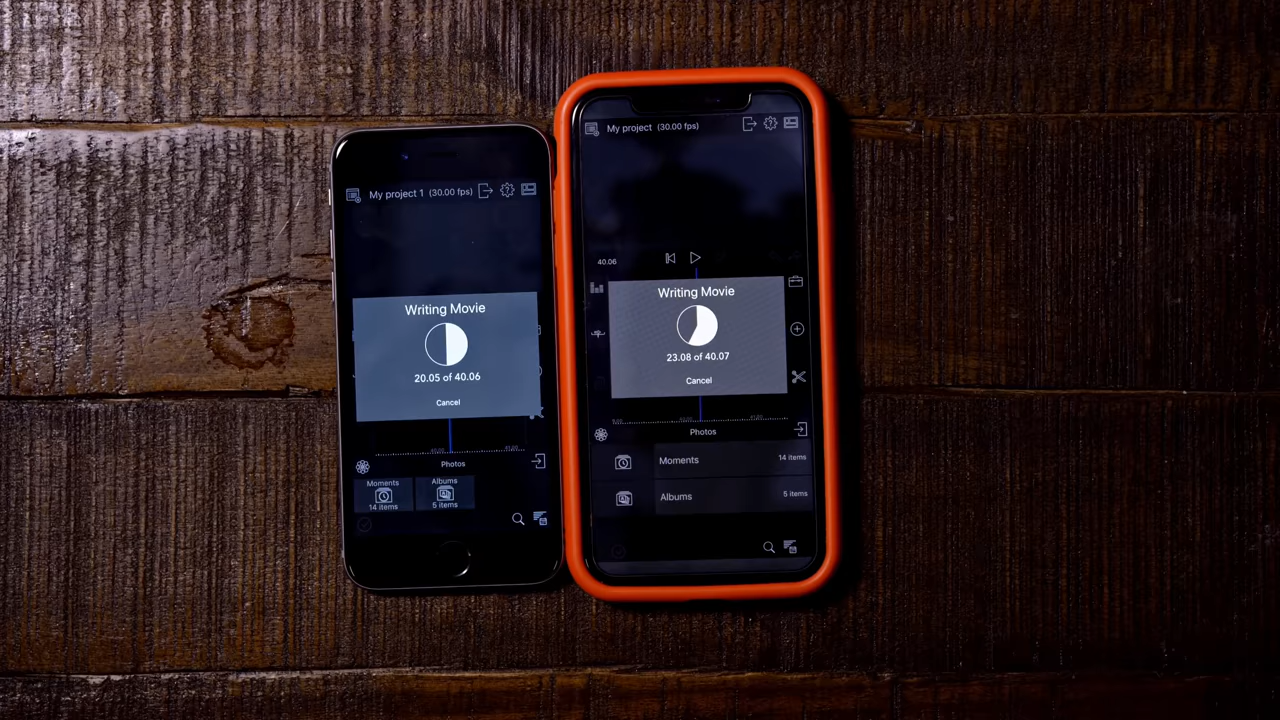 My project 1 (30.00 fps)
Writing Movie
20.05 of 40.06
Cancel
Photos
Moments
14 items
Albums
5 items
My project (30.00 fps)
40.06
Writing Movie
23.08 of 40.07
Cancel
Photos
Moments 14 items
Albums 5 items